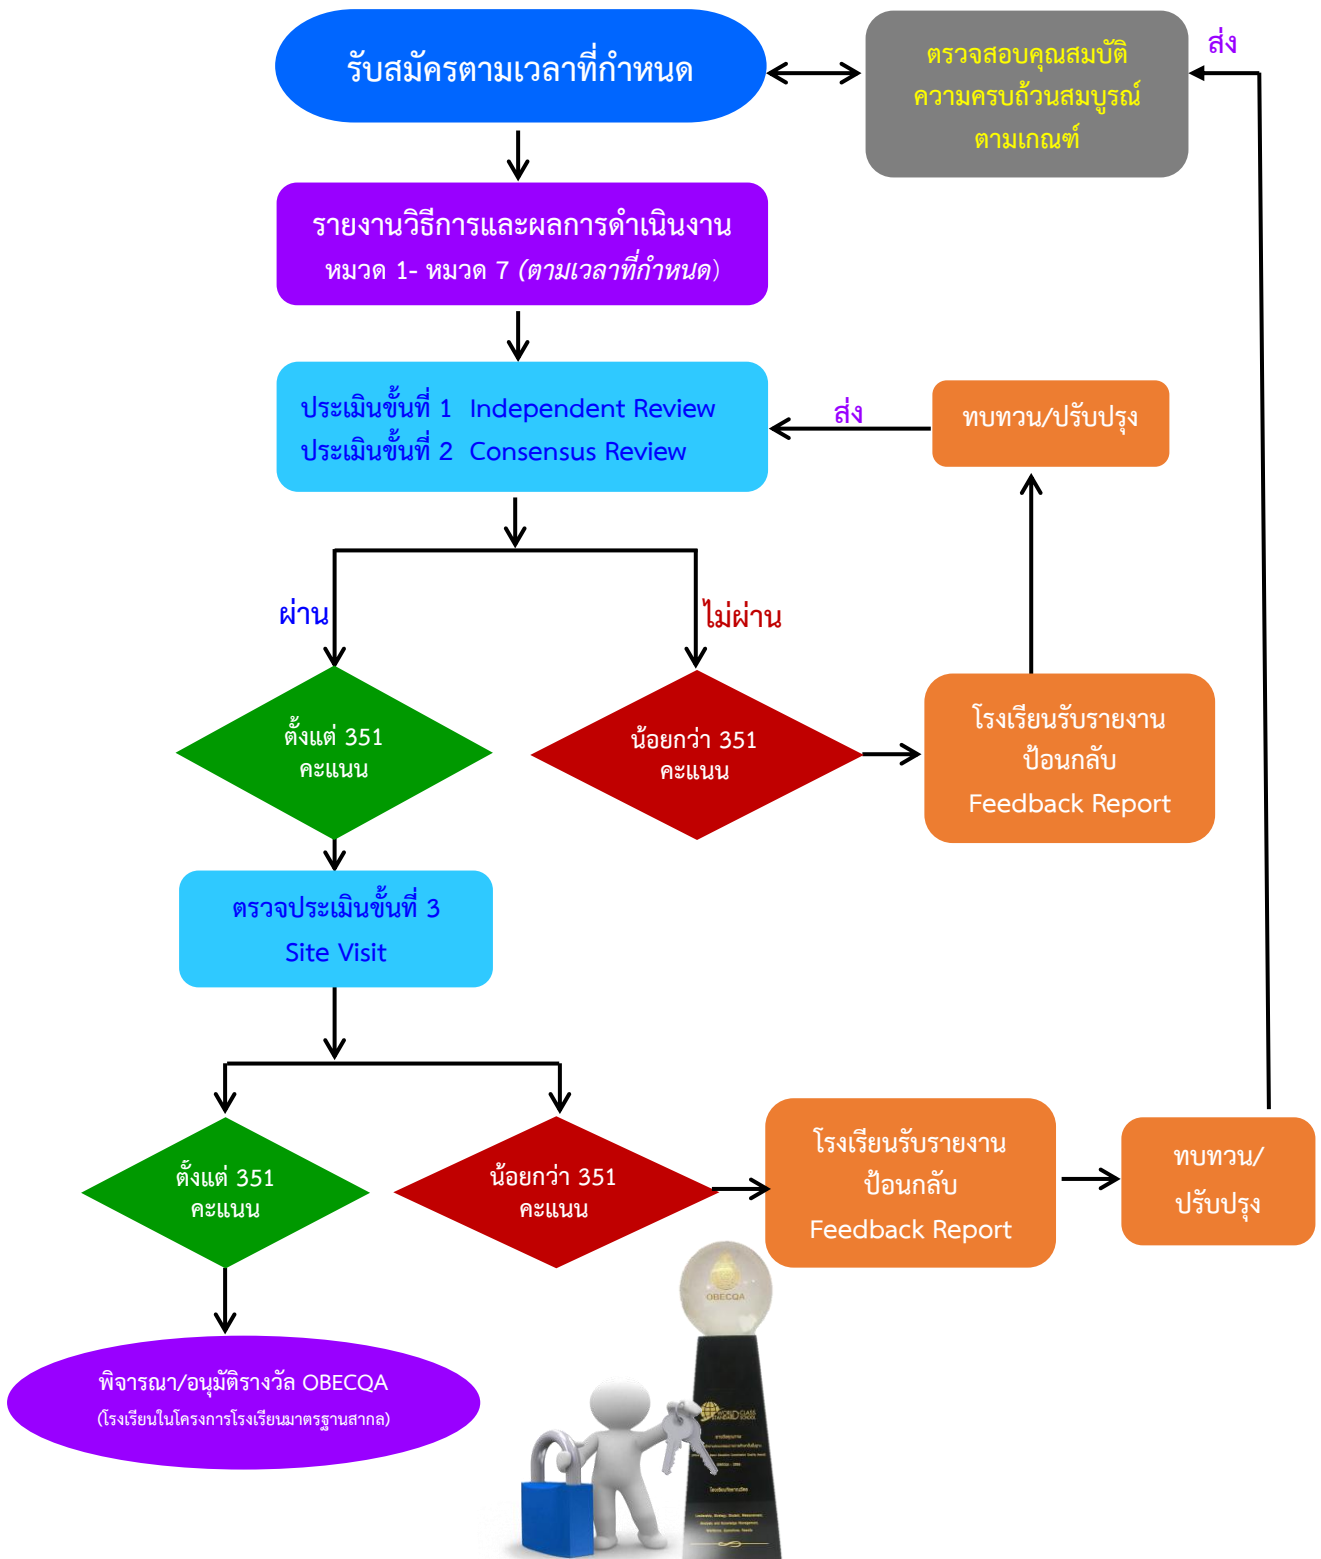 รับสมัครตามเวลาที่กำหนด
ตรวจสอบคุณสมบัติ
ความครบถ้วนสมบูรณ์
ตามเกณฑ์
ส่ง
รายงานวิธีการและผลการดำเนินงาน
หมวด 1- หมวด 7 (ตามเวลาที่กำหนด)
ประเมินขั้นที่ 1 Independent Review
ประเมินขั้นที่ 2 Consensus Review
ส่ง
ทบทวน/ปรับปรุง
ผ่าน
ไม่ผ่าน
ตั้งแต่ 351
คะแนน
น้อยกว่า 351
คะแนน
โรงเรียนรับรายงาน
ป้อนกลับ
Feedback Report
ตรวจประเมินขั้นที่ 3
Site Visit
ตั้งแต่ 351
คะแนน
น้อยกว่า 351
คะแนน
โรงเรียนรับรายงาน
ป้อนกลับ
Feedback Report
ทบทวน/
ปรับปรุง
พิจารณา/อนุมัติรางวัล OBECQA
(โรงเรียนในโครงการโรงเรียนมาตรฐานสากล)
OBECQA
WORLD CLASS
STANDARD SCHOOL
Leadership, Strategy, Student, Measurement,
Analysis and Knowledge Management,
Workforce, Operations, Results